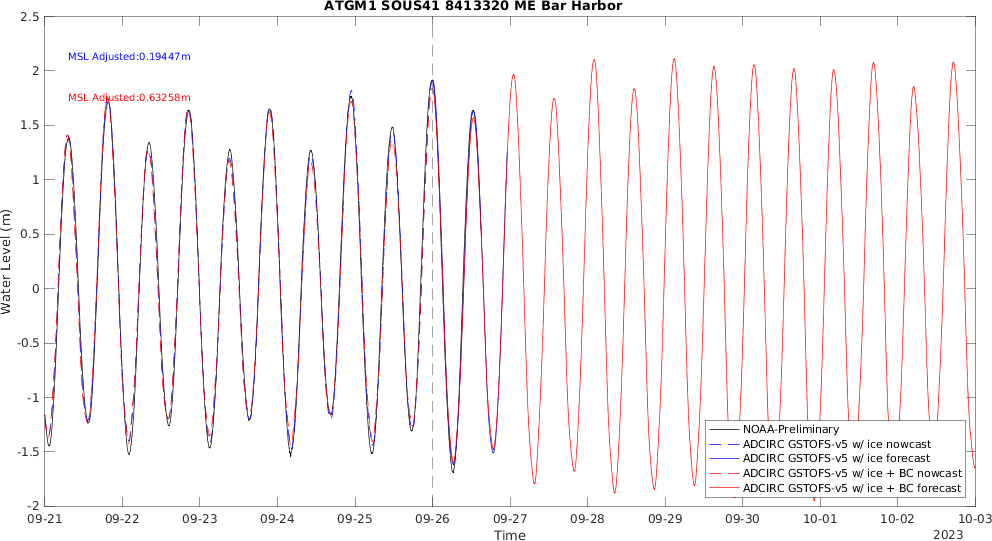 ATGM1 SOUS41 8413320 ME Bar Harbor
MSL Adjusted:0.19447m
MSL Adjusted:0.63258m
Water Level (m)
2.5
2
1.5
1
0.5
0
-0.5
-1
-1.5
-2
NOAA-Preliminary
ADCIRC GSTOFS-v5 w/ ice nowcast
ADCIRC GSTOFS-v5 w/ ice forecast
ADCIRC GSTOFS-v5 w/ ice + BC nowcast
ADCIRC GSTOFS-v5 w/ ice + BC forecast
09-21 09-22 09-23 09-24 09-25 09-26 09-27 09-28 09-29 09-30 10-01 10-02 10-03
Time
2023